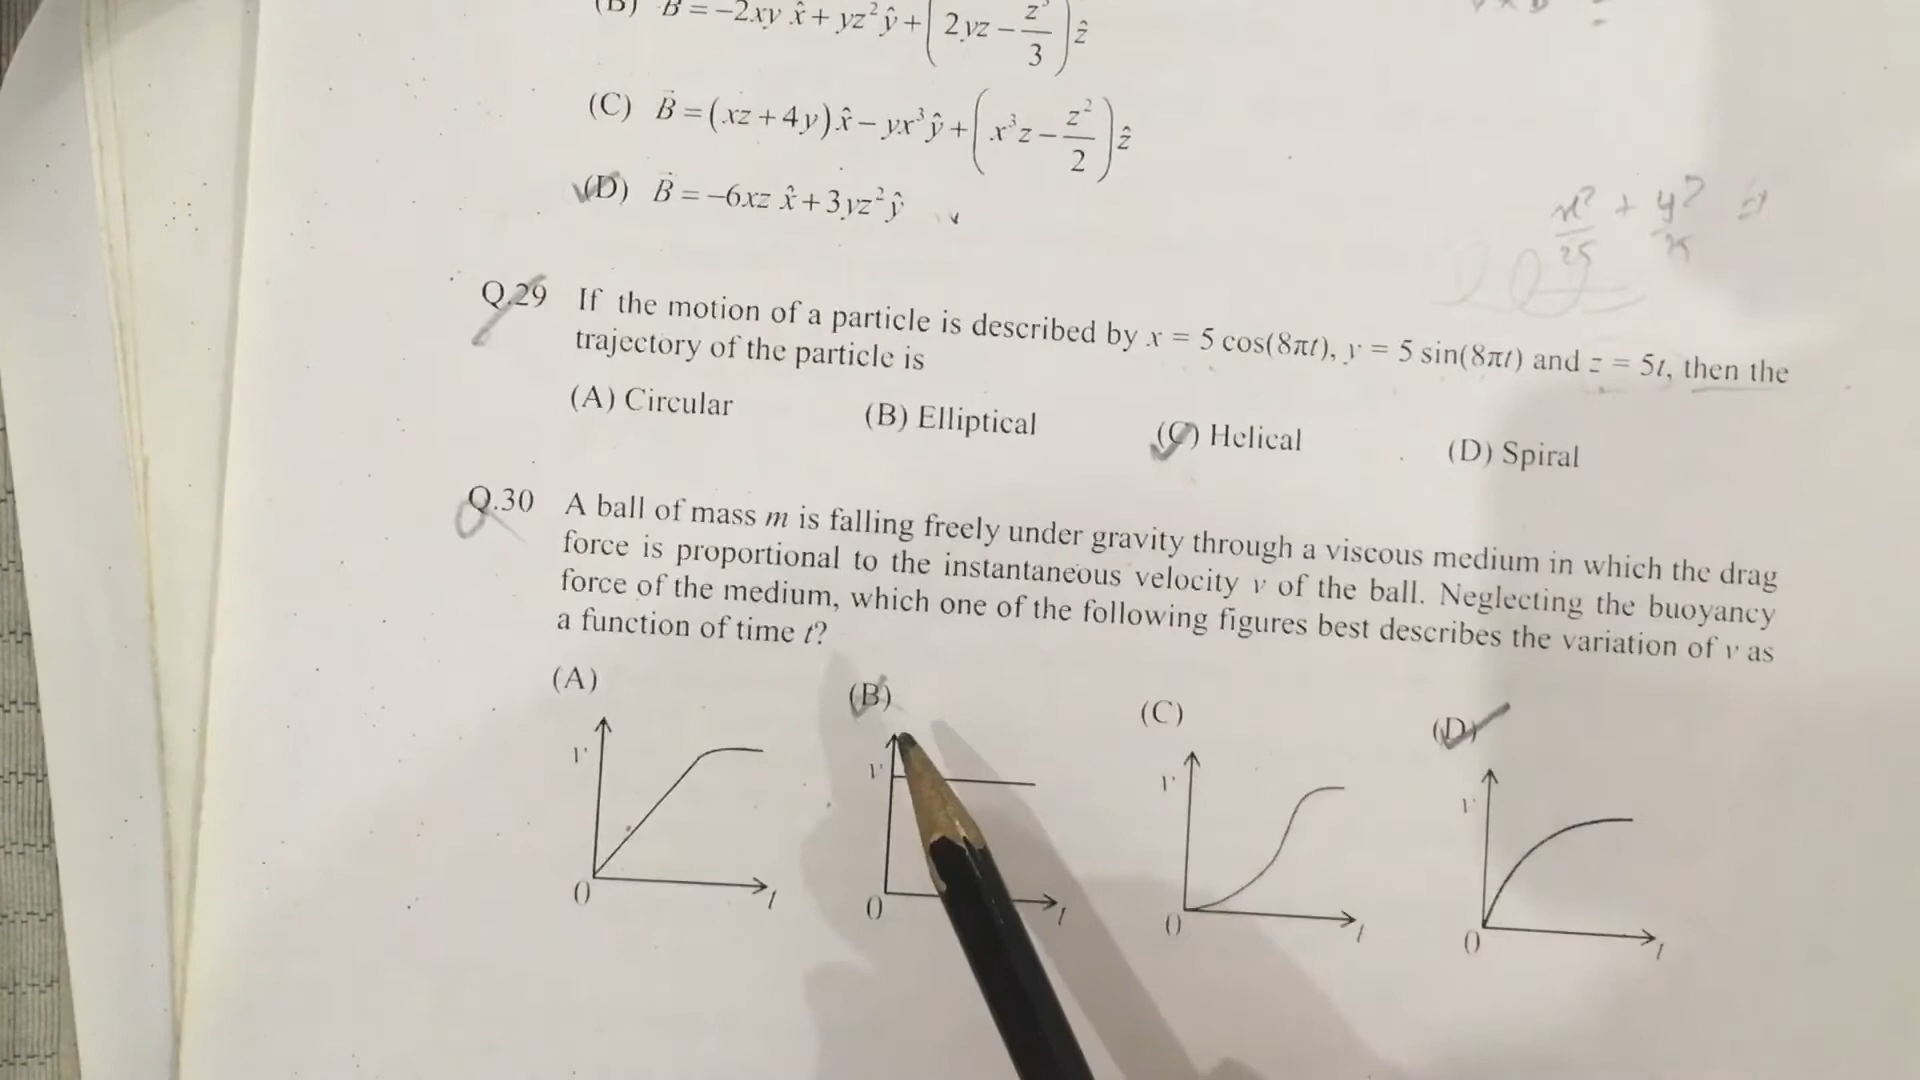 (B) B = −2xy x̂ + yz² ŷ + ( 2yz − z³/3 ) ẑ
(C) B⃗ = (xz + 4y) x̂ − yx³ ŷ + ( x³z − z²/2 ) ẑ
(D) B⃗ = −6xz x̂ + 3yz² ŷ
x²/25 + y²/25
Q.29 If the motion of a particle is described by x = 5 cos(8πt), y = 5 sin(8πt) and z = 5t, then the
trajectory of the particle is
(A) Circular (B) Elliptical (C) Helical (D) Spiral
Q.30 A ball of mass m is falling freely under gravity through a viscous medium in which the drag
force is proportional to the instantaneous velocity v of the ball. Neglecting the buoyancy
force of the medium, which one of the following figures best describes the variation of v as
a function of time t?
(A) (B) (C) (D)
v v v v
0 t 0 t 0 t 0 t